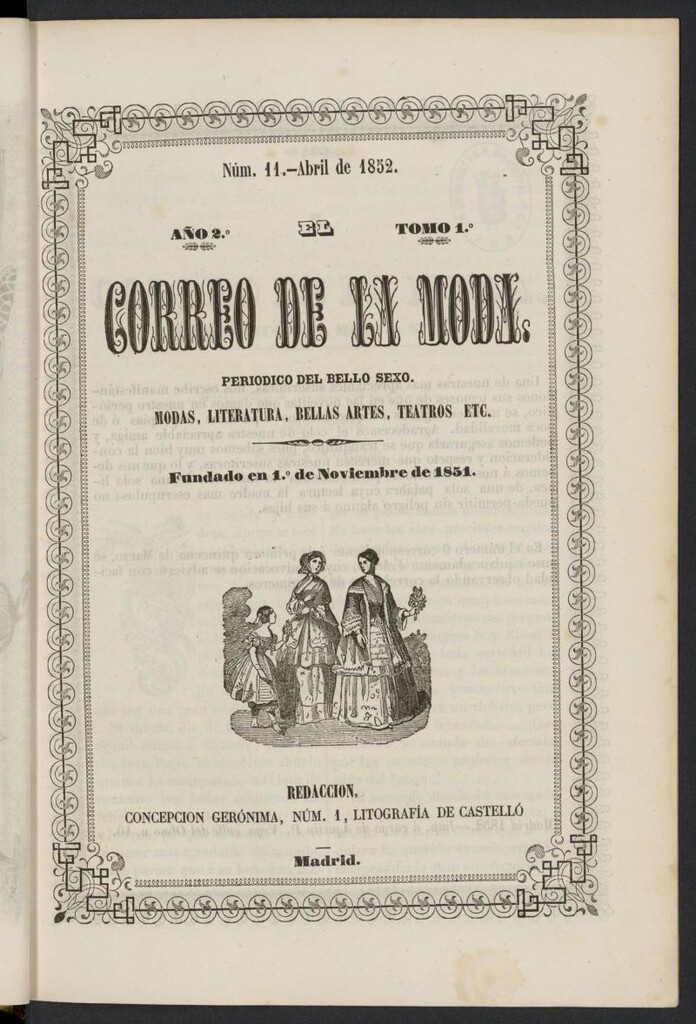 Núm. 11.–Abril de 1852.
AÑO 2.º EL TOMO 1.º
CORREO DE LA MODA.
PERIODICO DEL BELLO SEXO.
MODAS, LITERATURA, BELLAS ARTES, TEATROS ETC.
Fundado en 1.º de Noviembre de 1851.
REDACCION,
CONCEPCION GERÓNIMA, NÚM. 1, LITOGRAFÍA DE CASTELLÓ
Madrid.